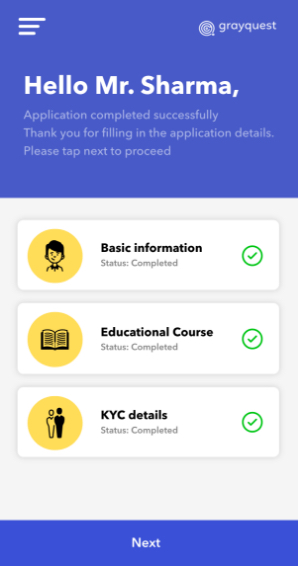 grayquest
Hello Mr. Sharma,
Application completed successfully
Thank you for filling in the application details.
Please tap next to proceed
Basic information
Status: Completed
Educational Course
Status: Completed
KYC details
Status: Completed
Next